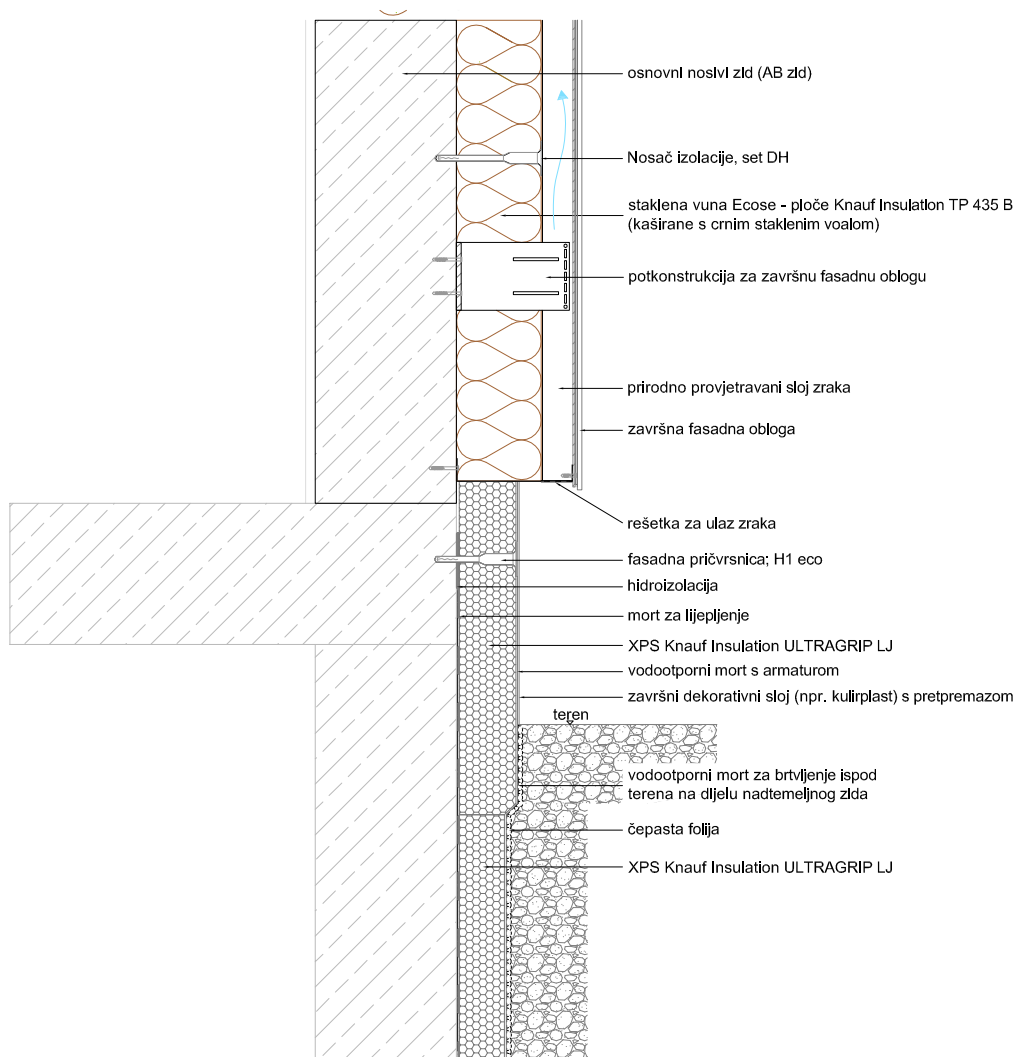 osnovni nosivi zid (AB zid)
Nosač izolacije, set DH
staklena vuna Ecose - ploče Knauf Insulation TP 435 B
(kaširane s crnim staklenim voalom)
potkonstrukcija za završnu fasadnu oblogu
prirodno provjetravani sloj zraka
završna fasadna obloga
rešetka za ulaz zraka
fasadna pričvrsnica; H1 eco
hidroizolacija
mort za lijepljenje
XPS Knauf Insulation ULTRAGRIP LJ
vodootporni mort s armaturom
završni dekorativni sloj (npr. kulirplast) s pretpremazom
teren
vodootporni mort za brtvljenje ispod
terena na dijelu nadtemeljnog zida
čepasta folija
XPS Knauf Insulation ULTRAGRIP LJ